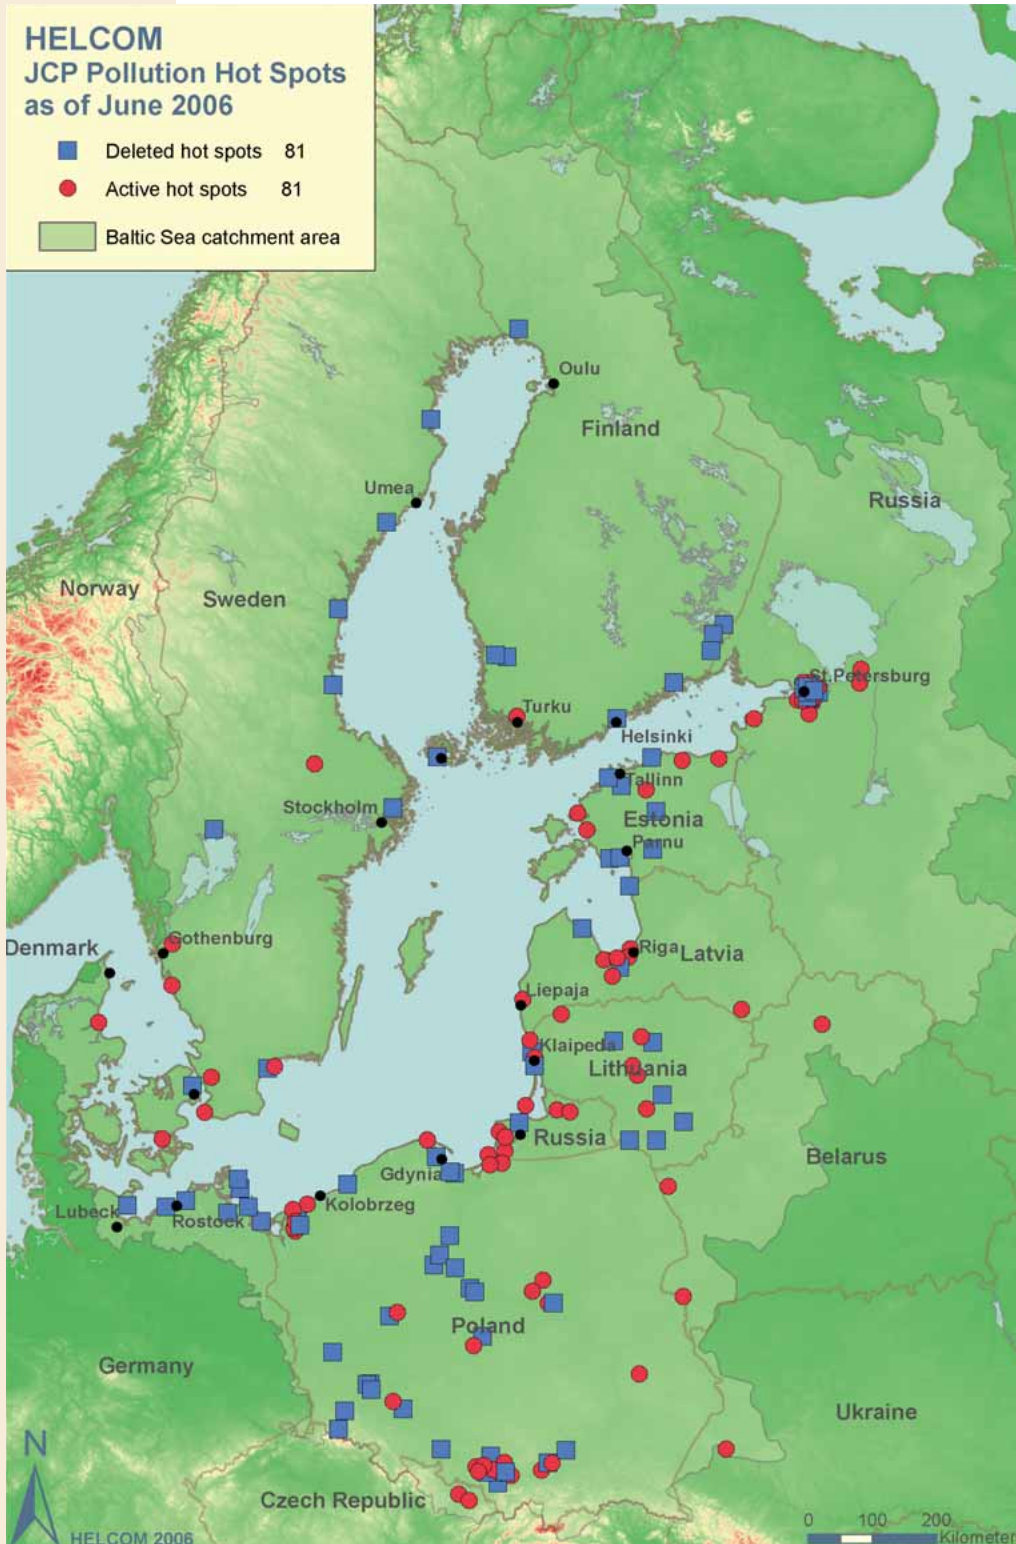 HELCOM
JCP Pollution Hot Spots
as of June 2006
Deleted hot spots 81
Active hot spots 81
Baltic Sea catchment area
Oulu
Finland
Umea
Russia
Norway
Sweden
St.Petersburg
Turku
Helsinki
Tallinn
Stockholm
Estonia
Parnu
Gothenburg
Denmark
Riga
Latvia
Liepaja
Klaipeda
Lithuania
Russia
Belarus
Gdynia
Kolobrzeg
Lubeck
Rostock
Poland
Germany
Ukraine
N
Czech Republic
0 100 200
Kilometer
HELCOM 2006